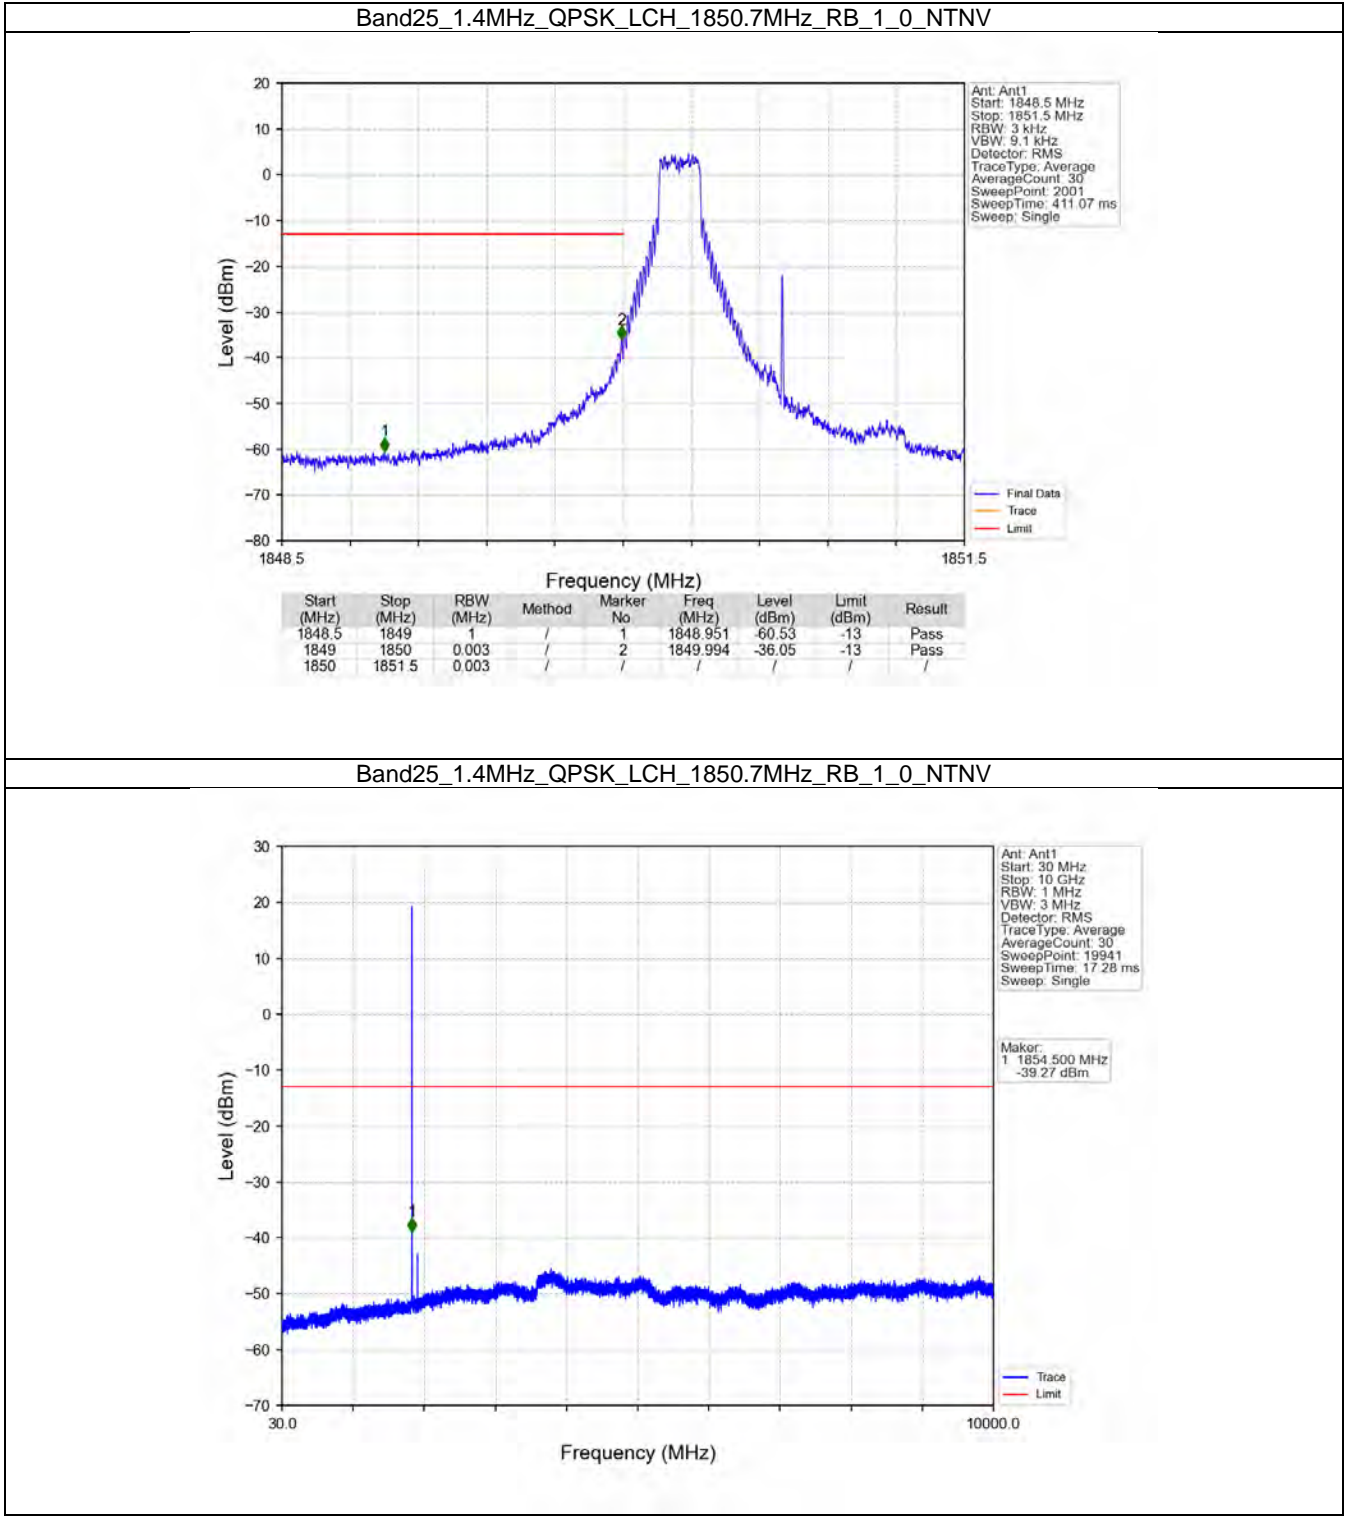 Band25_1.4MHz_QPSK_LCH_1850.7MHz_RB_1_0_NTNV
20
10
0
−10
−20
−30
−40
−50
−60
−70
−80
Level (dBm)
1
2
1848.5
1851.5
Frequency (MHz)
Ant: Ant1
Start: 1848.5 MHz
Stop: 1851.5 MHz
RBW: 3 kHz
VBW: 9.1 kHz
Detector: RMS
TraceType: Average
AverageCount: 30
SweepPoint: 2001
SweepTime: 411.07 ms
Sweep: Single
Final Data
Trace
Limit
Start (MHz) Stop (MHz) RBW (MHz) Method Marker No Freq (MHz) Level (dBm) Limit (dBm) Result
1848.5 1849 1 / 1 1848.951 -60.53 -13 Pass
1849 1850 0.003 / 2 1849.994 -36.05 -13 Pass
1850 1851.5 0.003 / / / / / /
Band25_1.4MHz_QPSK_LCH_1850.7MHz_RB_1_0_NTNV
30
20
10
0
−10
−20
−30
−40
−50
−60
−70
Level (dBm)
1
30.0
10000.0
Frequency (MHz)
Ant: Ant1
Start: 30 MHz
Stop: 10 GHz
RBW: 1 MHz
VBW: 3 MHz
Detector: RMS
TraceType: Average
AverageCount: 30
SweepPoint: 19941
SweepTime: 17.28 ms
Sweep: Single
Maker:
1 1854.500 MHz
-39.27 dBm
Trace
Limit